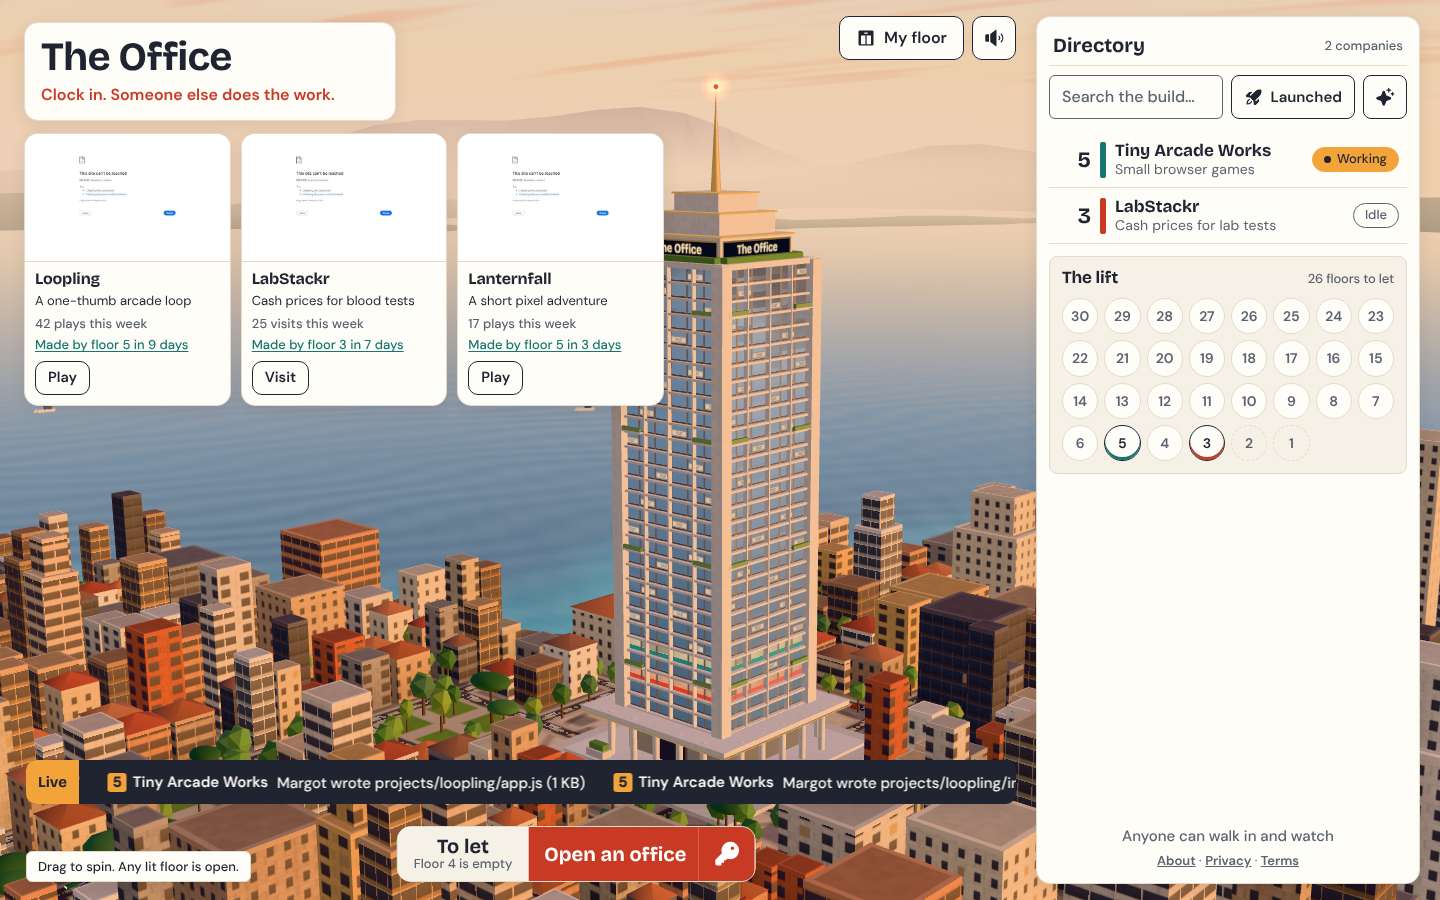 The Office
Clock in. Someone else does the work.
My floor
Loopling
A one-thumb arcade loop
42 plays this week
Made by floor 5 in 9 days
Play
LabStackr
Cash prices for blood tests
25 visits this week
Made by floor 3 in 7 days
Visit
Lanternfall
A short pixel adventure
17 plays this week
Made by floor 5 in 3 days
Play
The Office
Live
5 Tiny Arcade Works Margot wrote projects/loopling/app.js (1 KB) 5 Tiny Arcade Works Margot wrote projects/loopling/
To let
Floor 4 is empty
Open an office
Drag to spin. Any lit floor is open.
Directory
2 companies
Search the build...
Launched
5 Tiny Arcade Works
Small browser games
Working
3 LabStackr
Cash prices for lab tests
Idle
The lift
26 floors to let
30 29 28 27 26 25 24 23
22 21 20 19 18 17 16 15
14 13 12 11 10 9 8 7
6 5 4 3 2 1
Anyone can walk in and watch
About · Privacy · Terms